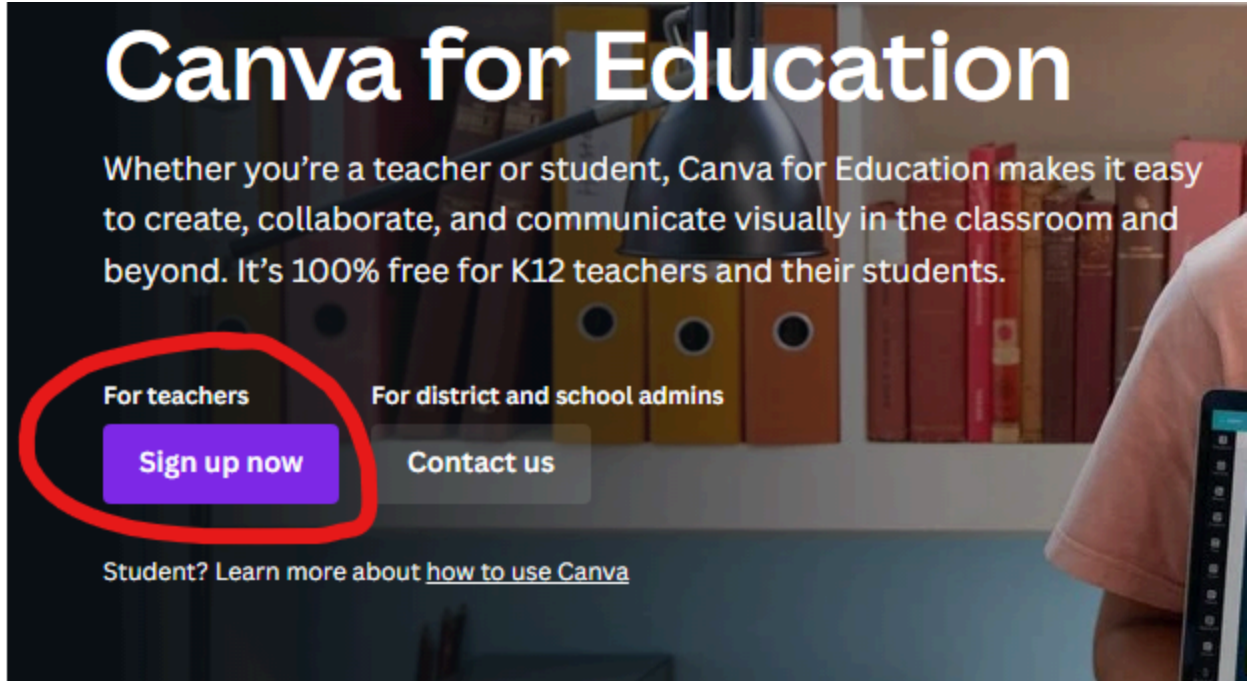 Canva for Education
Whether you’re a teacher or student, Canva for Education makes it easy
to create, collaborate, and communicate visually in the classroom and
beyond. It’s 100% free for K12 teachers and their students.
For teachers
For district and school admins
Sign up now
Contact us
Student? Learn more about how to use Canva